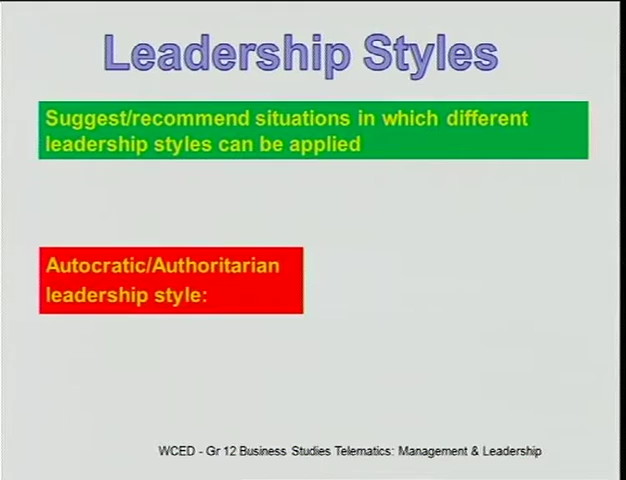 Leadership Styles
Suggest/recommend situations in which different
leadership styles can be applied
Autocratic/Authoritarian
leadership style:
WCED - Gr 12 Business Studies Telematics: Management & Leadership